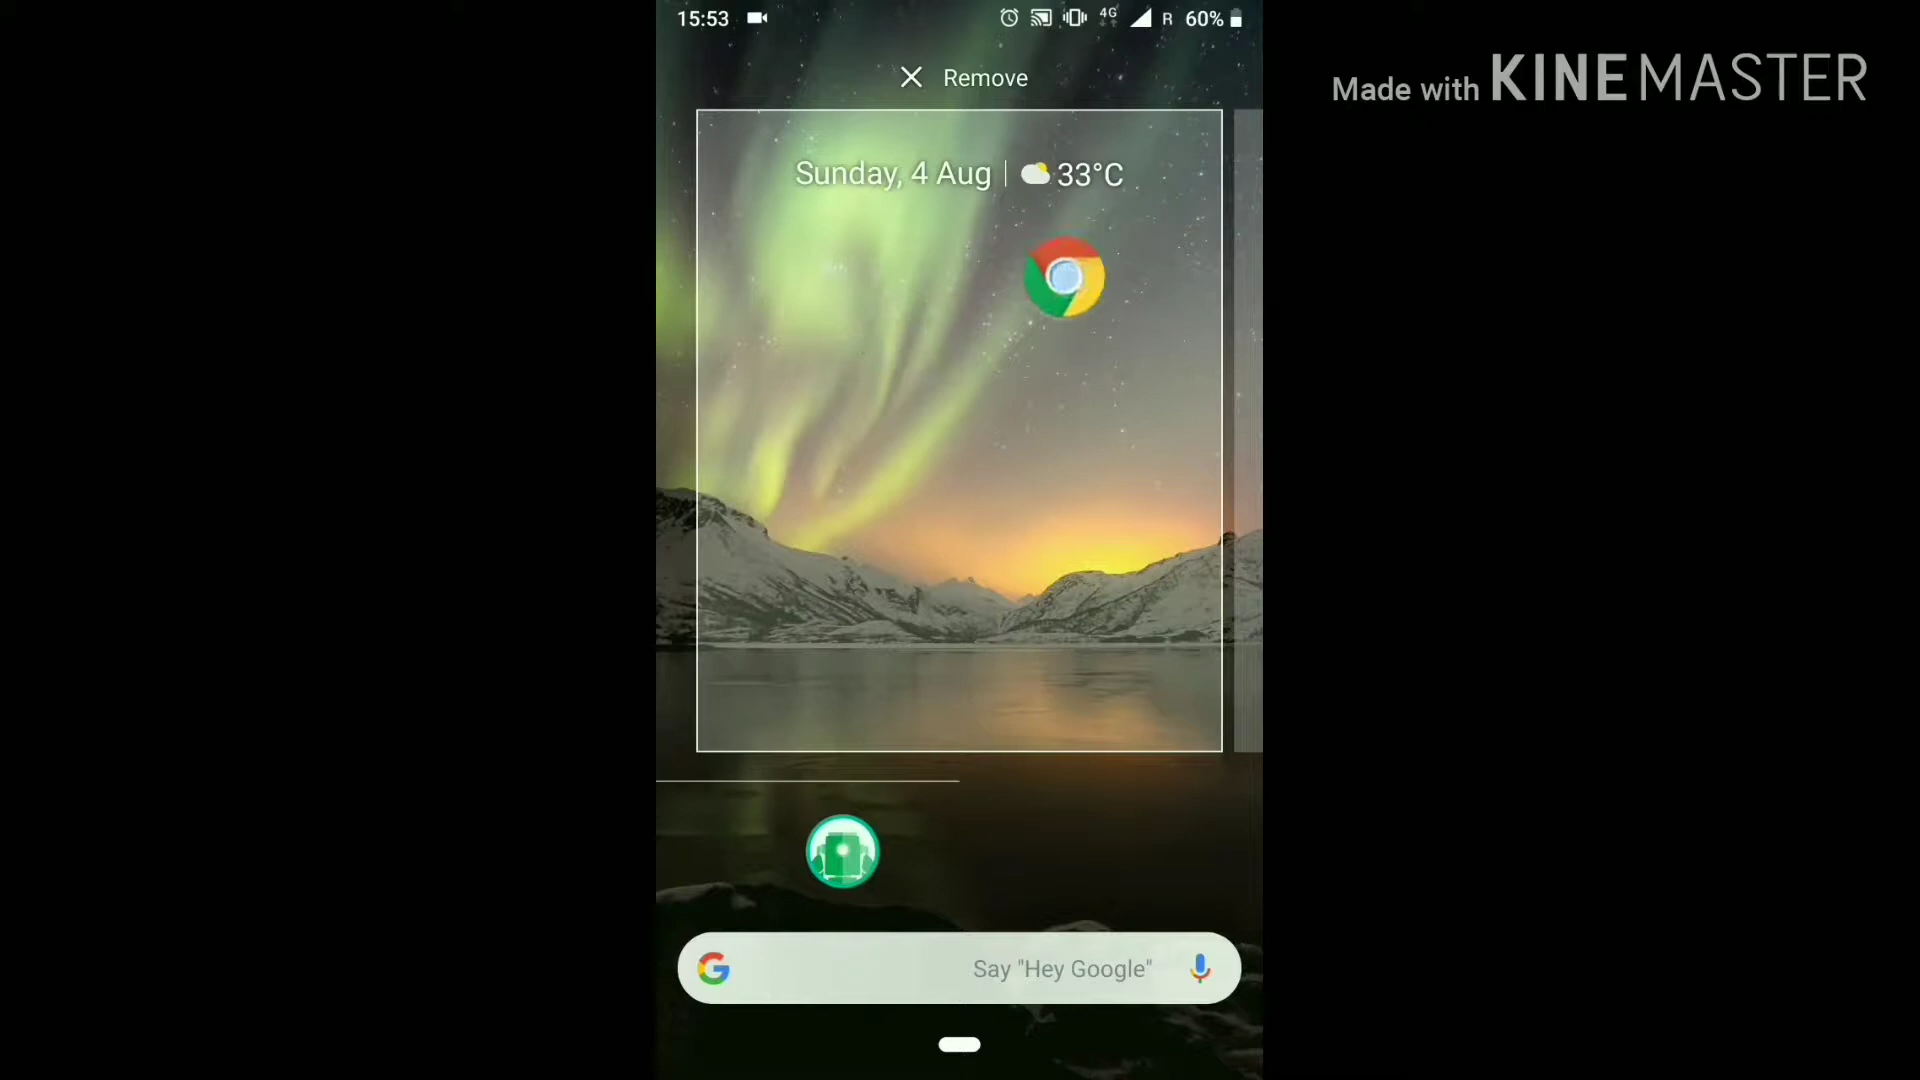 15:53
4G
R 60%
Made with KINEMASTER
Remove
Sunday, 4 Aug
33°C
Say "Hey Google"